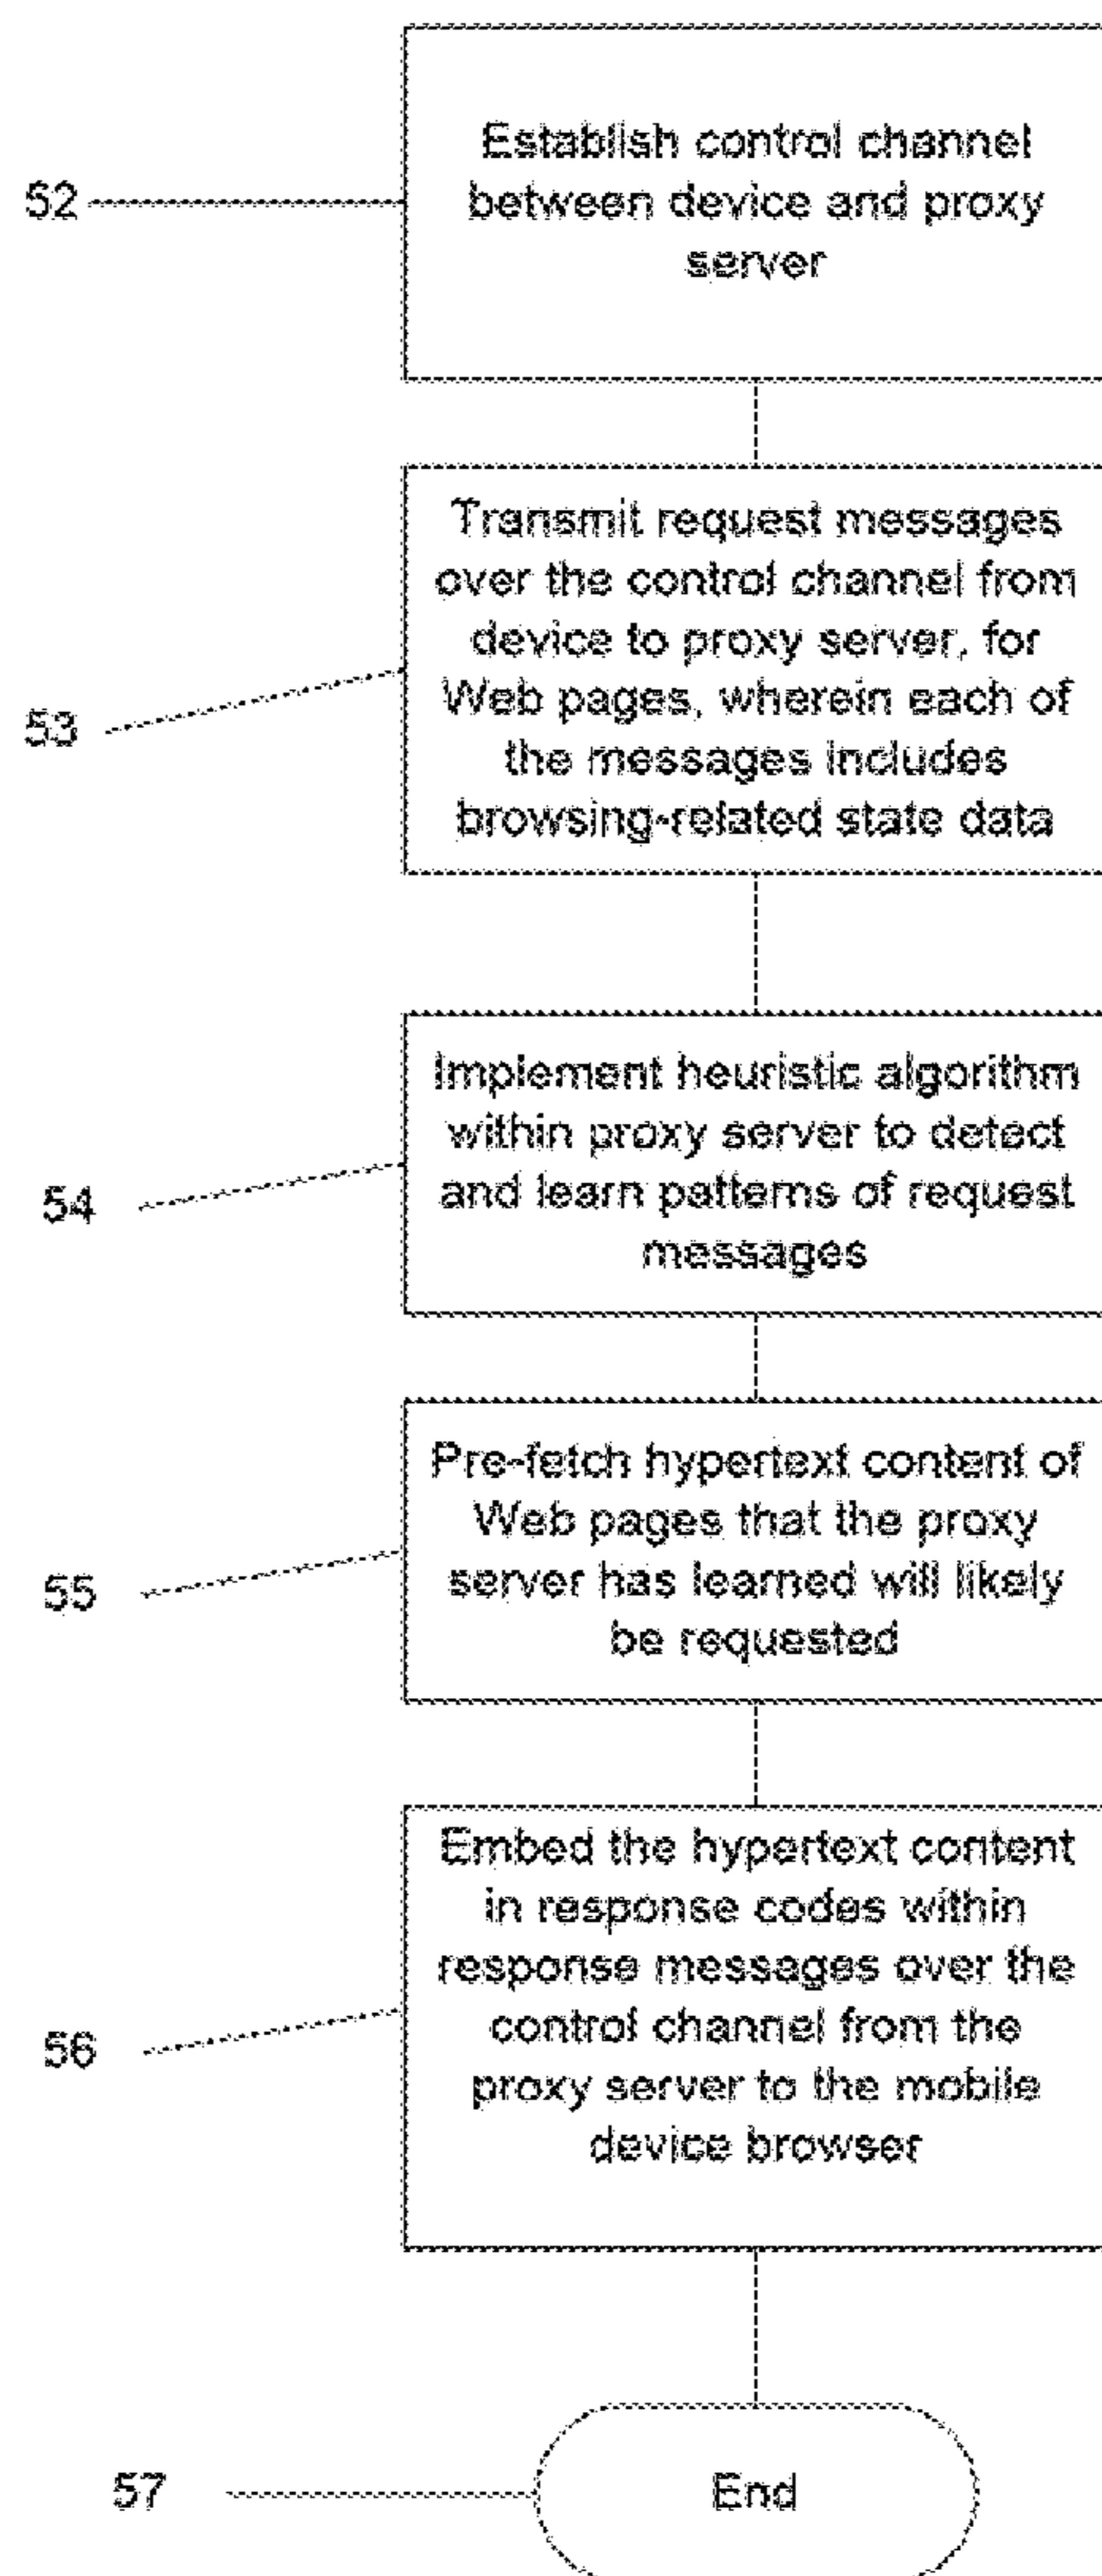 52
Establish control channel
between device and proxy
server
53
Transmit request messages
over the control channel from
device to proxy server, for
Web pages, wherein each of
the messages includes
browsing-related state data
54
Implement heuristic algorithm
within proxy server to detect
and learn patterns of request
messages
55
Pre-fetch hypertext content of
Web pages that the proxy
server has learned will likely
be requested
56
Embed the hypertext content
in response codes within
response messages over the
control channel from the
proxy server to the mobile
device browser
57
End